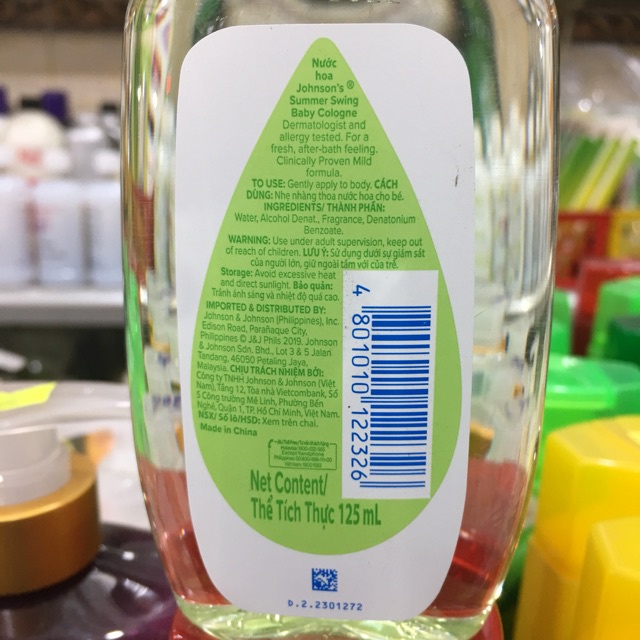 Nước
hoa
Johnson's®
Summer Swing
Baby Cologne
Dermatologist and
allergy tested. For a
fresh, after-bath feeling.
Clinically Proven Mild
formula.
TO USE: Gently apply to body. CÁCH
DÙNG: Nhẹ nhàng thoa nước hoa cho bé.
INGREDIENTS/ THÀNH PHẦN:
Water, Alcohol Denat., Fragrance, Denatonium
Benzoate.
WARNING: Use under adult supervision, keep out
of reach of children. LƯU Ý: Sử dụng dưới sự giám sát
của người lớn, giữ ngoài tầm với của trẻ.
Storage: Avoid excessive heat
and direct sunlight. Bảo quản:
Tránh ánh sáng và nhiệt độ quá cao.
IMPORTED & DISTRIBUTED BY:
Johnson & Johnson (Philippines), Inc.
Edison Road, Parañaque City,
Philippines © J&J Phils 2019. Johnson
& Johnson Sdn. Bhd., Lot 3 & 5 Jalan
Tandang, 46050 Petaling Jaya,
Malaysia. CHỊU TRÁCH NHIỆM BỞI:
Công ty TNHH Johnson & Johnson (Việt
Nam), Tầng 12, Toa nhà Vietcombank, Số
5 Công trường Mê Linh, Phường Bến
Nghé, Quận 1, TP. Hồ Chí Minh, Việt Nam.
NSX/ Số lô/HSD: Xem trên chai.
Made in China
4 801010 122326
Net Content/
Thể Tích Thực 125 mL
D.2.2301272